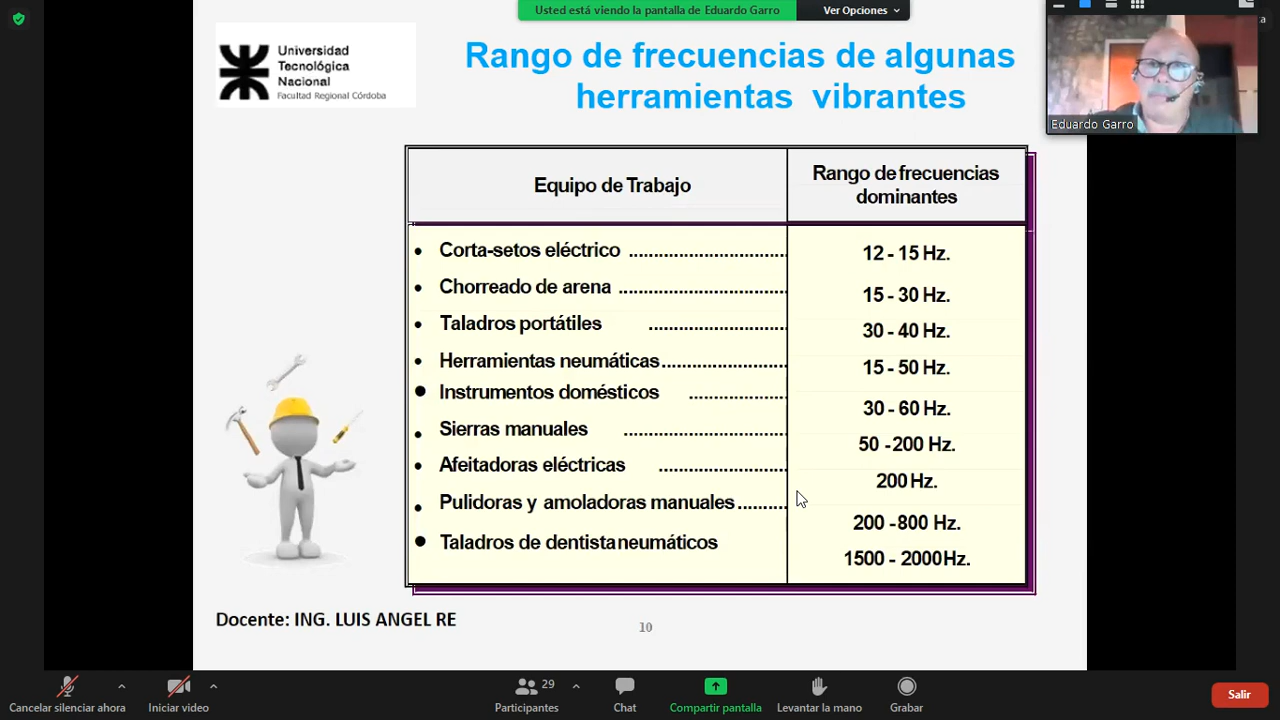 Usted está viendo la pantalla de Eduardo Garro
Ver Opciones
Universidad
Tecnológica
Nacional
Facultad Regional Córdoba
Rango de frecuencias de algunas
herramientas vibrantes
Eduardo Garro
Equipo de Trabajo
Rango de frecuencias
dominantes
• Corta-setos eléctrico ............................... 12 - 15 Hz.
• Chorreado de arena ................................. 15 - 30 Hz.
• Taladros portátiles ............................ 30 - 40 Hz.
• Herramientas neumáticas......................... 15 - 50 Hz.
• Instrumentos domésticos .................... 30 - 60 Hz.
• Sierras manuales ................................ 50 -200 Hz.
• Afeitadoras eléctricas .......................... 200 Hz.
• Pulidoras y amoladoras manuales.......... 200 -800 Hz.
• Taladros de dentista neumáticos 1500 - 2000Hz.
Docente: ING. LUIS ANGEL RE
10
Cancelar silenciar ahora
Iniciar video
29
Participantes
Chat
Compartir pantalla
Levantar la mano
Grabar
Salir